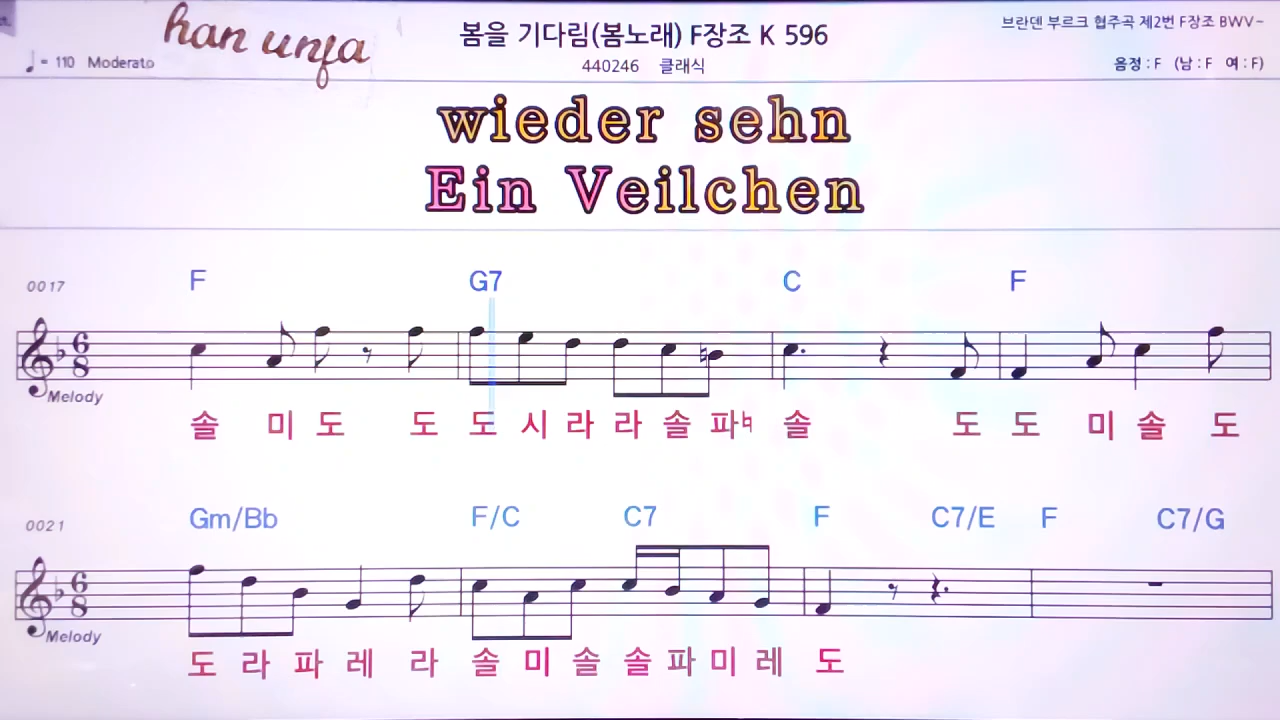 han unja
봄을 기다림(봄노래) F장조 K 596
브란덴 부르크 협주곡 제2번 F장조 BWV~
♩= 110 Moderato
440246 클래식
음정 : F (남 : F 여 : F)
wieder sehn
Ein Veilchen
0017 F G7 C F
6 8
Melody
솔 미 도 도 도 시 라 라 솔 파♮ 솔 도 도 미 솔 도
0021 Gm/Bb F/C C7 F C7/E F C7/G
6 8
Melody
도 라 파 레 라 솔 미 솔 솔 파 미 레 도